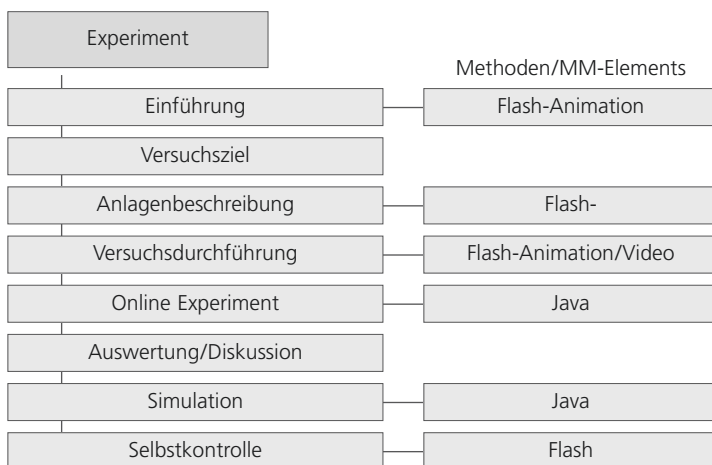 Experiment
Methoden/MM-Elements
Einführung
Flash-Animation
Versuchsziel
Anlagenbeschreibung
Flash-
Versuchsdurchführung
Flash-Animation/Video
Online Experiment
Java
Auswertung/Diskussion
Simulation
Java
Selbstkontrolle
Flash